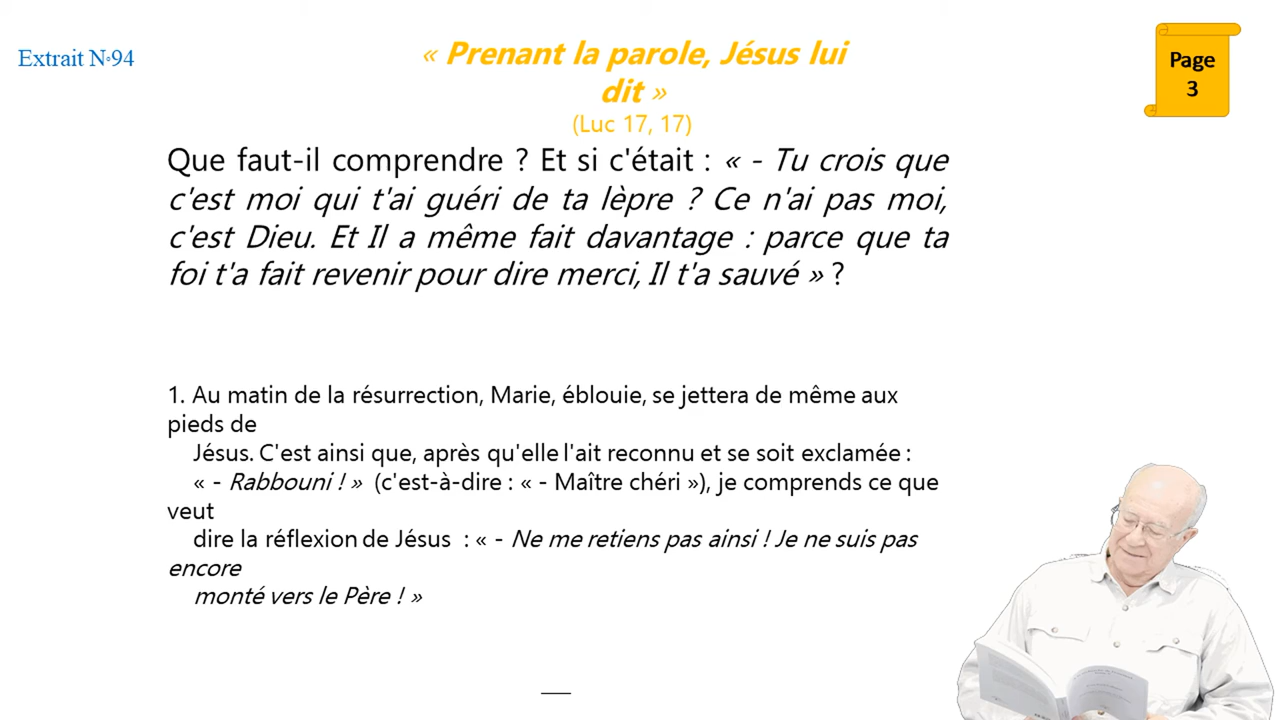 Extrait N°94
« Prenant la parole, Jésus lui
dit »
(Luc 17, 17)
Page
3
Que faut-il comprendre ? Et si c'était : « - Tu crois que
c'est moi qui t'ai guéri de ta lèpre ? Ce n'ai pas moi,
c'est Dieu. Et Il a même fait davantage : parce que ta
foi t'a fait revenir pour dire merci, Il t'a sauvé » ?
1. Au matin de la résurrection, Marie, éblouie, se jettera de même aux
pieds de
Jésus. C'est ainsi que, après qu'elle l'ait reconnu et se soit exclamée :
« - Rabbouni ! » (c'est-à-dire : « - Maître chéri »), je comprends ce que
veut
dire la réflexion de Jésus : « - Ne me retiens pas ainsi ! Je ne suis pas
encore
monté vers le Père ! »